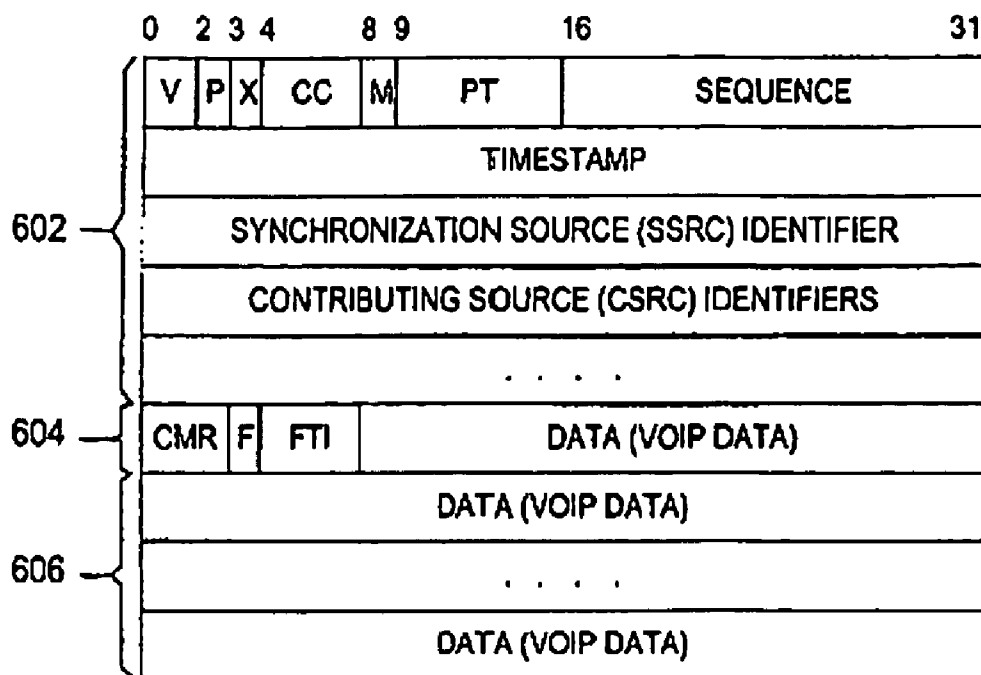 0 2 3 4 8 9 16 31
V P X CC M PT SEQUENCE
TIMESTAMP
602 SYNCHRONIZATION SOURCE (SSRC) IDENTIFIER
CONTRIBUTING SOURCE (CSRC) IDENTIFIERS
. . . .
604 CMR F FTI DATA (VOIP DATA)
DATA (VOIP DATA)
606 . . . .
DATA (VOIP DATA)